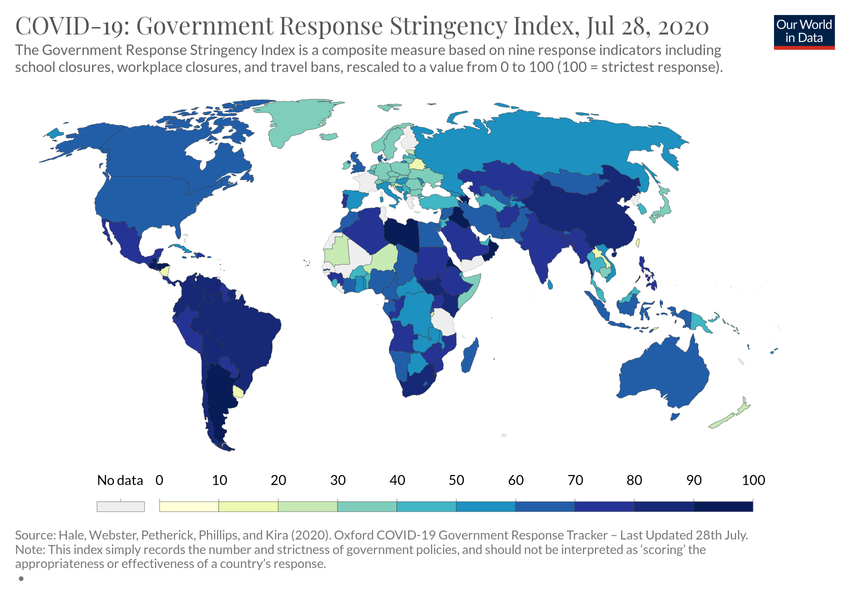 COVID-19: Government Response Stringency Index, Jul 28, 2020
Our World
in Data
The Government Response Stringency Index is a composite measure based on nine response indicators including
school closures, workplace closures, and travel bans, rescaled to a value from 0 to 100 (100 = strictest response).
No data 0 10 20 30 40 50 60 70 80 90 100
Source: Hale, Webster, Petherick, Phillips, and Kira (2020). Oxford COVID-19 Government Response Tracker – Last Updated 28th July.
Note: This index simply records the number and strictness of government policies, and should not be interpreted as ‘scoring’ the
appropriateness or effectiveness of a country's response.